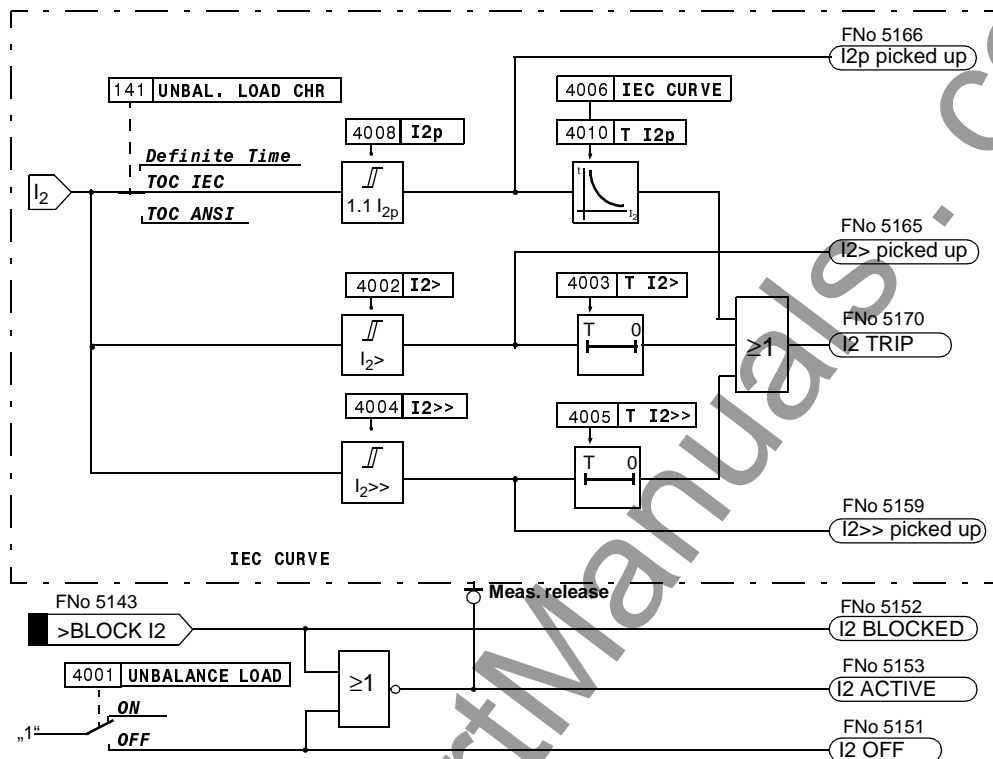 FNo 5166
I2p picked up
141 UNBAL. LOAD CHR
4006 IEC CURVE
4008 I2p
4010 T I2p
Definite Time
TOC IEC
TOC ANSI
I2
1.1 I2p
t
I2
FNo 5165
I2> picked up
4002 I2>
4003 T I2>
I2>
T 0
≥1
FNo 5170
I2 TRIP
4004 I2>>
4005 T I2>>
I2>>
T 0
FNo 5159
I2>> picked up
IEC CURVE
Meas. release
FNo 5143
>BLOCK I2
FNo 5152
I2 BLOCKED
4001 UNBALANCE LOAD
≥1
FNo 5153
I2 ACTIVE
„1“
ON
OFF
FNo 5151
I2 OFF
rtManuals . c